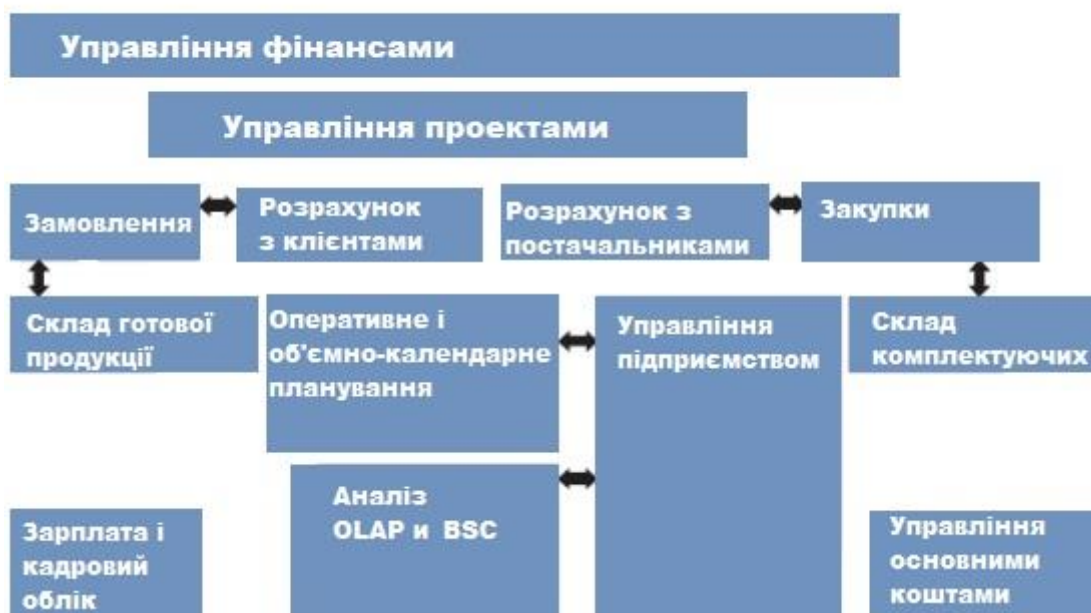 Управління фінансами
Управління проектами
Замовлення
Розрахунок
з клієнтами
Розрахунок з
постачальниками
Закупки
Склад готової
продукції
Оперативне і
об'ємно-календарне
планування
Управління
підприємством
Склад
комплектуючих
Аналіз
OLAP и BSC
Зарплата і
кадровий
облік
Управління
основними
коштами